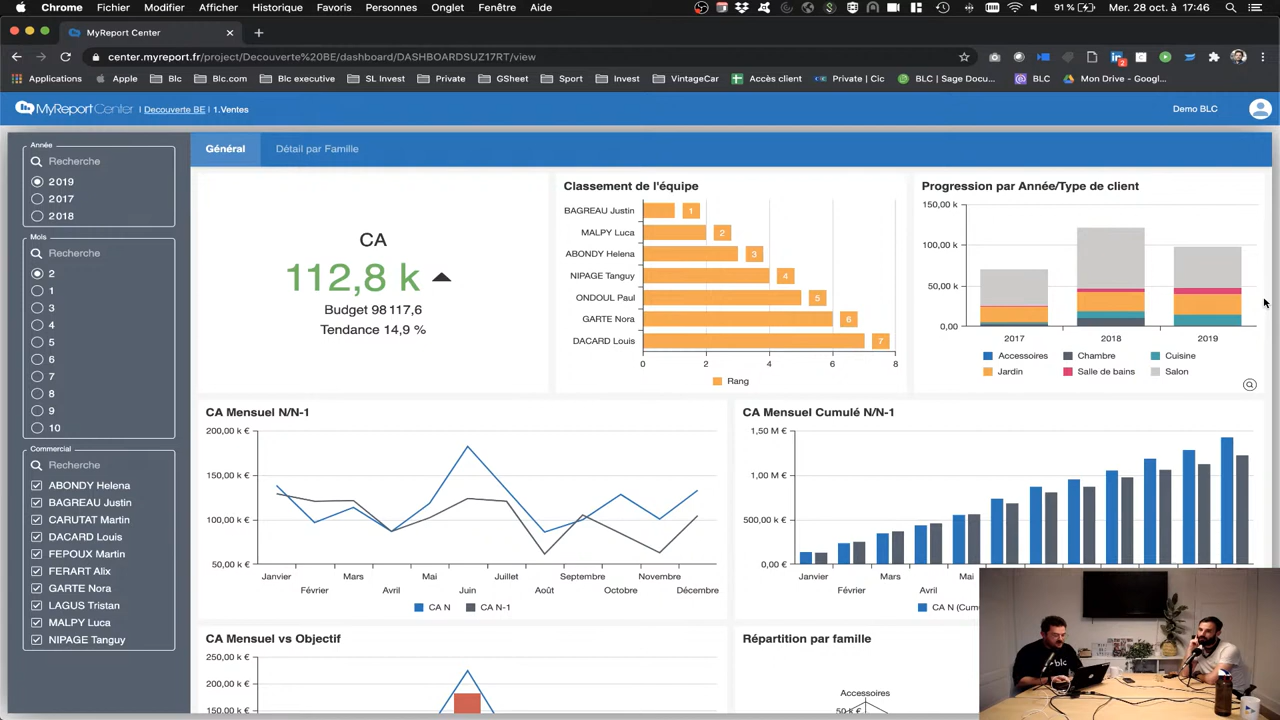 Chrome Fichier Modifier Afficher Historique Favoris Personnes Onglet Fenêtre Aide 91 % Mar. 28 oct. à 17:46
MyReport Center
center.myreport.fr/project/Decouverte%20BE/dashboard/DASHBOARDSUZ17RT/view
Applications Apple Blc Blc.com Blc executive SL Invest Private GSheet Sport Invest VintageCar Accès client Private | Cic BLC | Sage Docum... BLC Mon Drive - Googl...
MyReport Center | Decouverte BE | 1.Ventes
Demo BLC
Année
Recherche
2019
2017
2018
Mois
Recherche
2
1
3
4
5
6
7
8
9
10
Commercial
Recherche
ABONDY Helena
BAGREAU Justin
CARUTAT Martin
DACARD Louis
FEPOUX Martin
FERART Alix
GARTE Nora
LAGUS Tristan
MALPY Luca
NIPAGE Tanguy
Général Détail par Famille
CA
112,8 k
Budget 98 117,6
Tendance 14,9 %
Classement de l'équipe
BAGREAU Justin 1
MALPY Luca 2
ABONDY Helena 3
NIPAGE Tanguy 4
ONDOUL Paul 5
GARTE Nora 6
DACARD Louis 7
0 2 4 6 8
Rang
Progression par Année/Type de client
150,00 k
100,00 k
50,00 k
0,00
2017 2018 2019
Accessoires Chambre Cuisine
Jardin Salle de bains Salon
CA Mensuel N/N-1
200,00 k €
150,00 k €
100,00 k €
50,00 k €
Janvier Mars Mai Juillet Septembre Novembre
Février Avril Juin Août Octobre Décembre
CA N CA N-1
CA Mensuel Cumulé N/N-1
1,50 M €
1,00 M €
500,00 k €
0,00 €
Janvier Mars Mai
Février Avril
CA N (Cum
CA Mensuel vs Objectif
250,00 k €
200,00 k €
150,00 k €
Répartition par famille
Accessoires
50 k €
blc